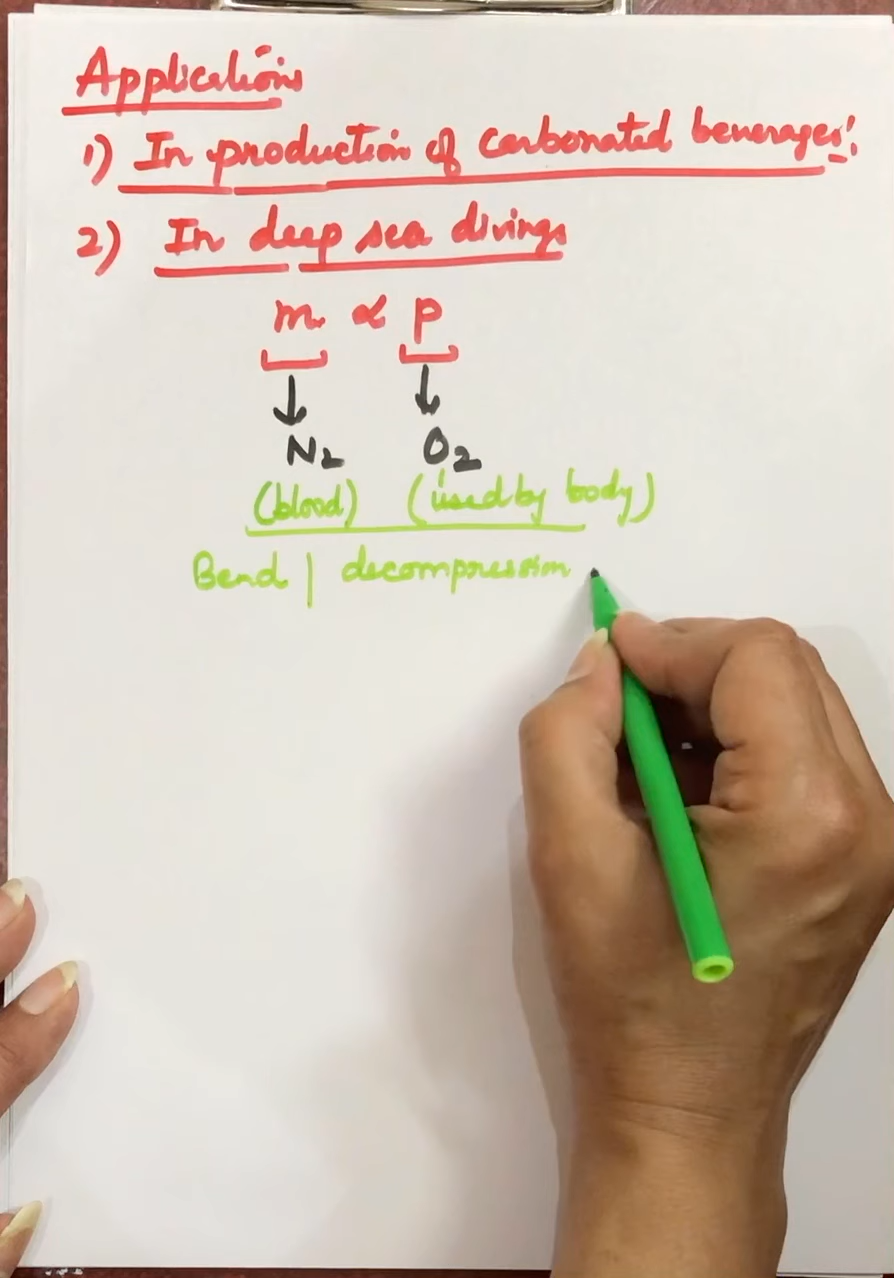 Applications
1) In production of carbonated beverages:
2) In deep sea divings
m ∝ p
↓ ↓
N2 O2
(blood) (used by body)
Bend | decompression